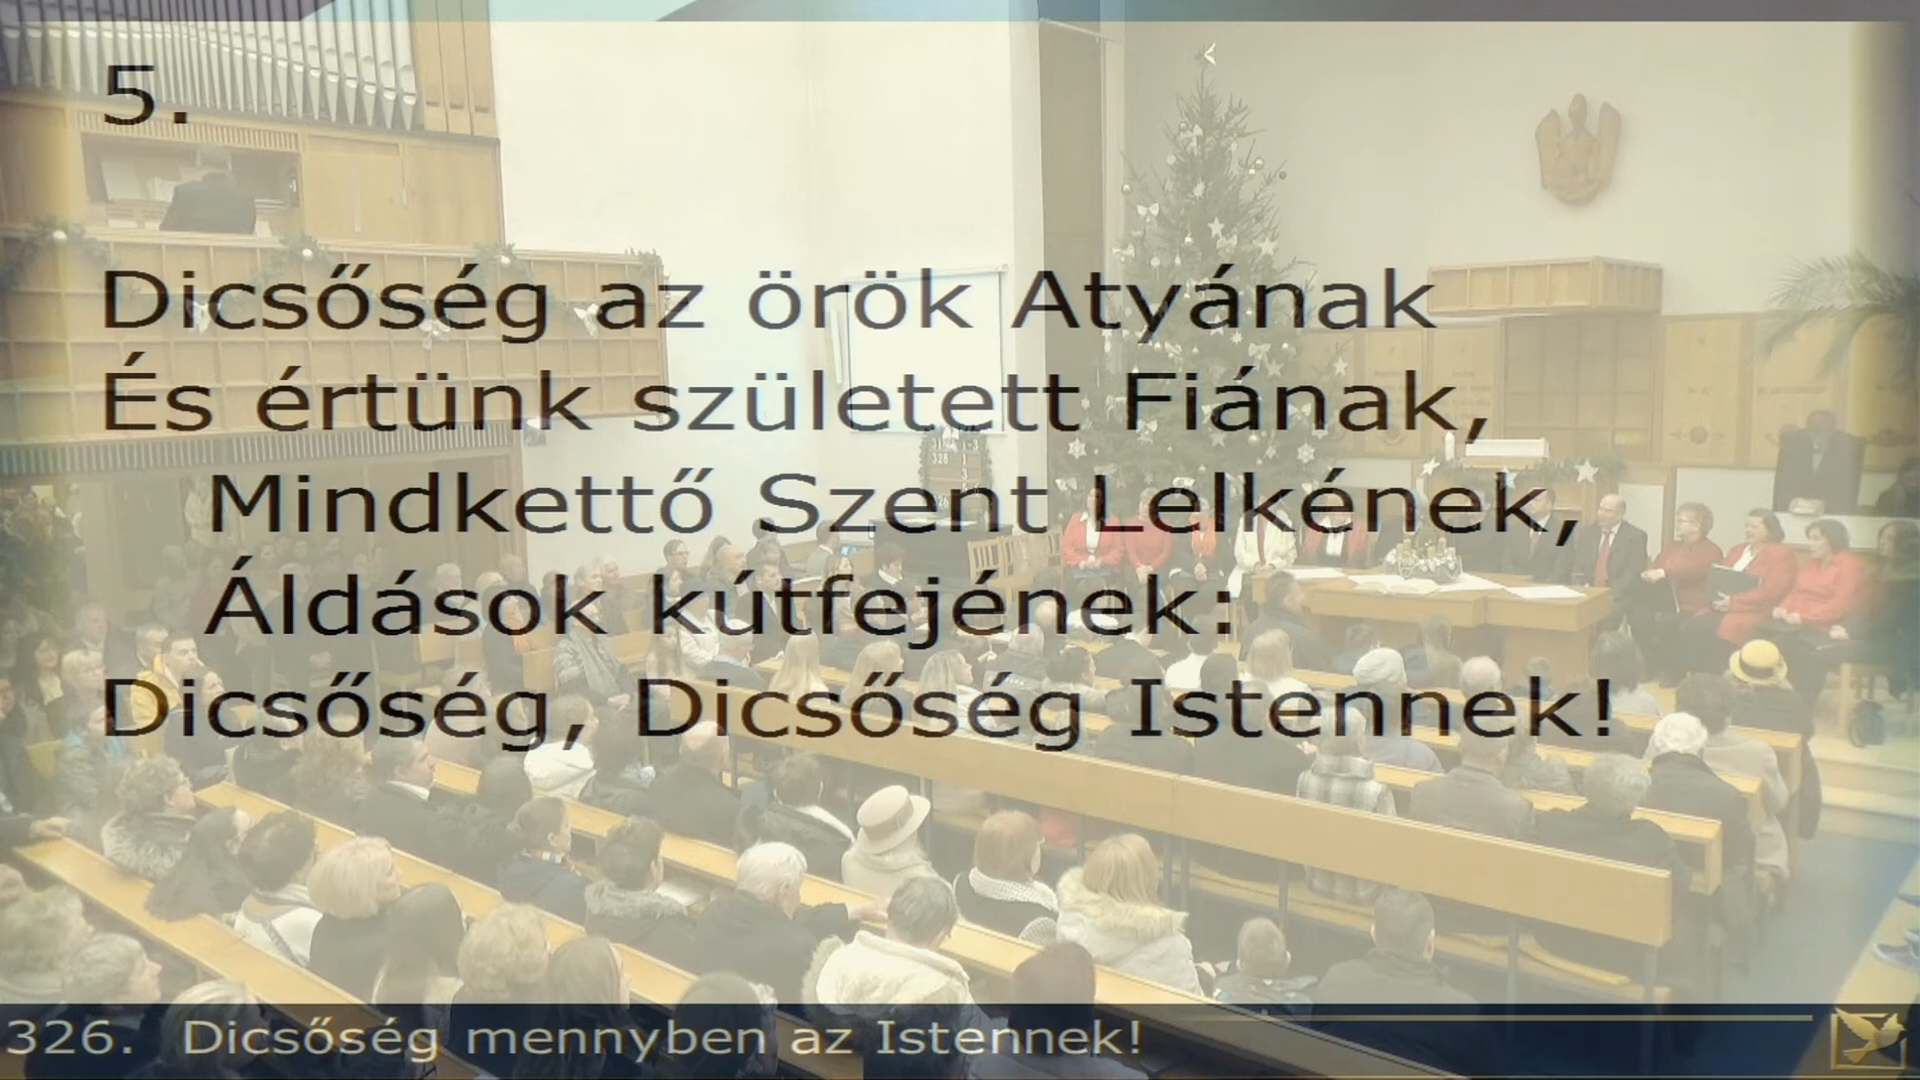 5.
Dicsőség az örök Atyának
És értünk született Fiának,
Mindkettő Szent Lelkének,
Áldások kútfejének:
Dicsőség, Dicsőség Istennek!
328
326. Dicsőség mennyben az Istennek!